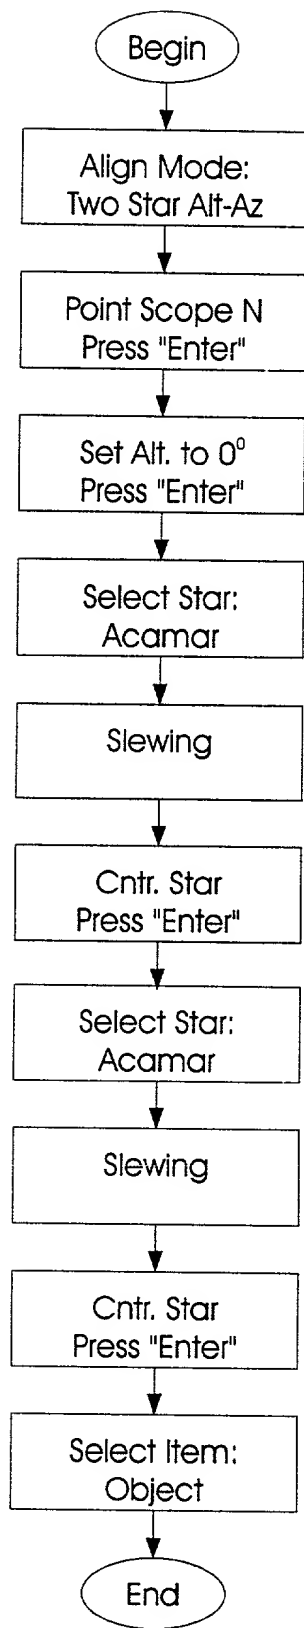 Begin
Align Mode:
Two Star Alt-Az
Point Scope N
Press "Enter"
Set Alt. to 0⁰
Press "Enter"
Select Star:
Acamar
Slewing
Cntr. Star
Press "Enter"
Select Star:
Acamar
Slewing
Cntr. Star
Press "Enter"
Select Item:
Object
End